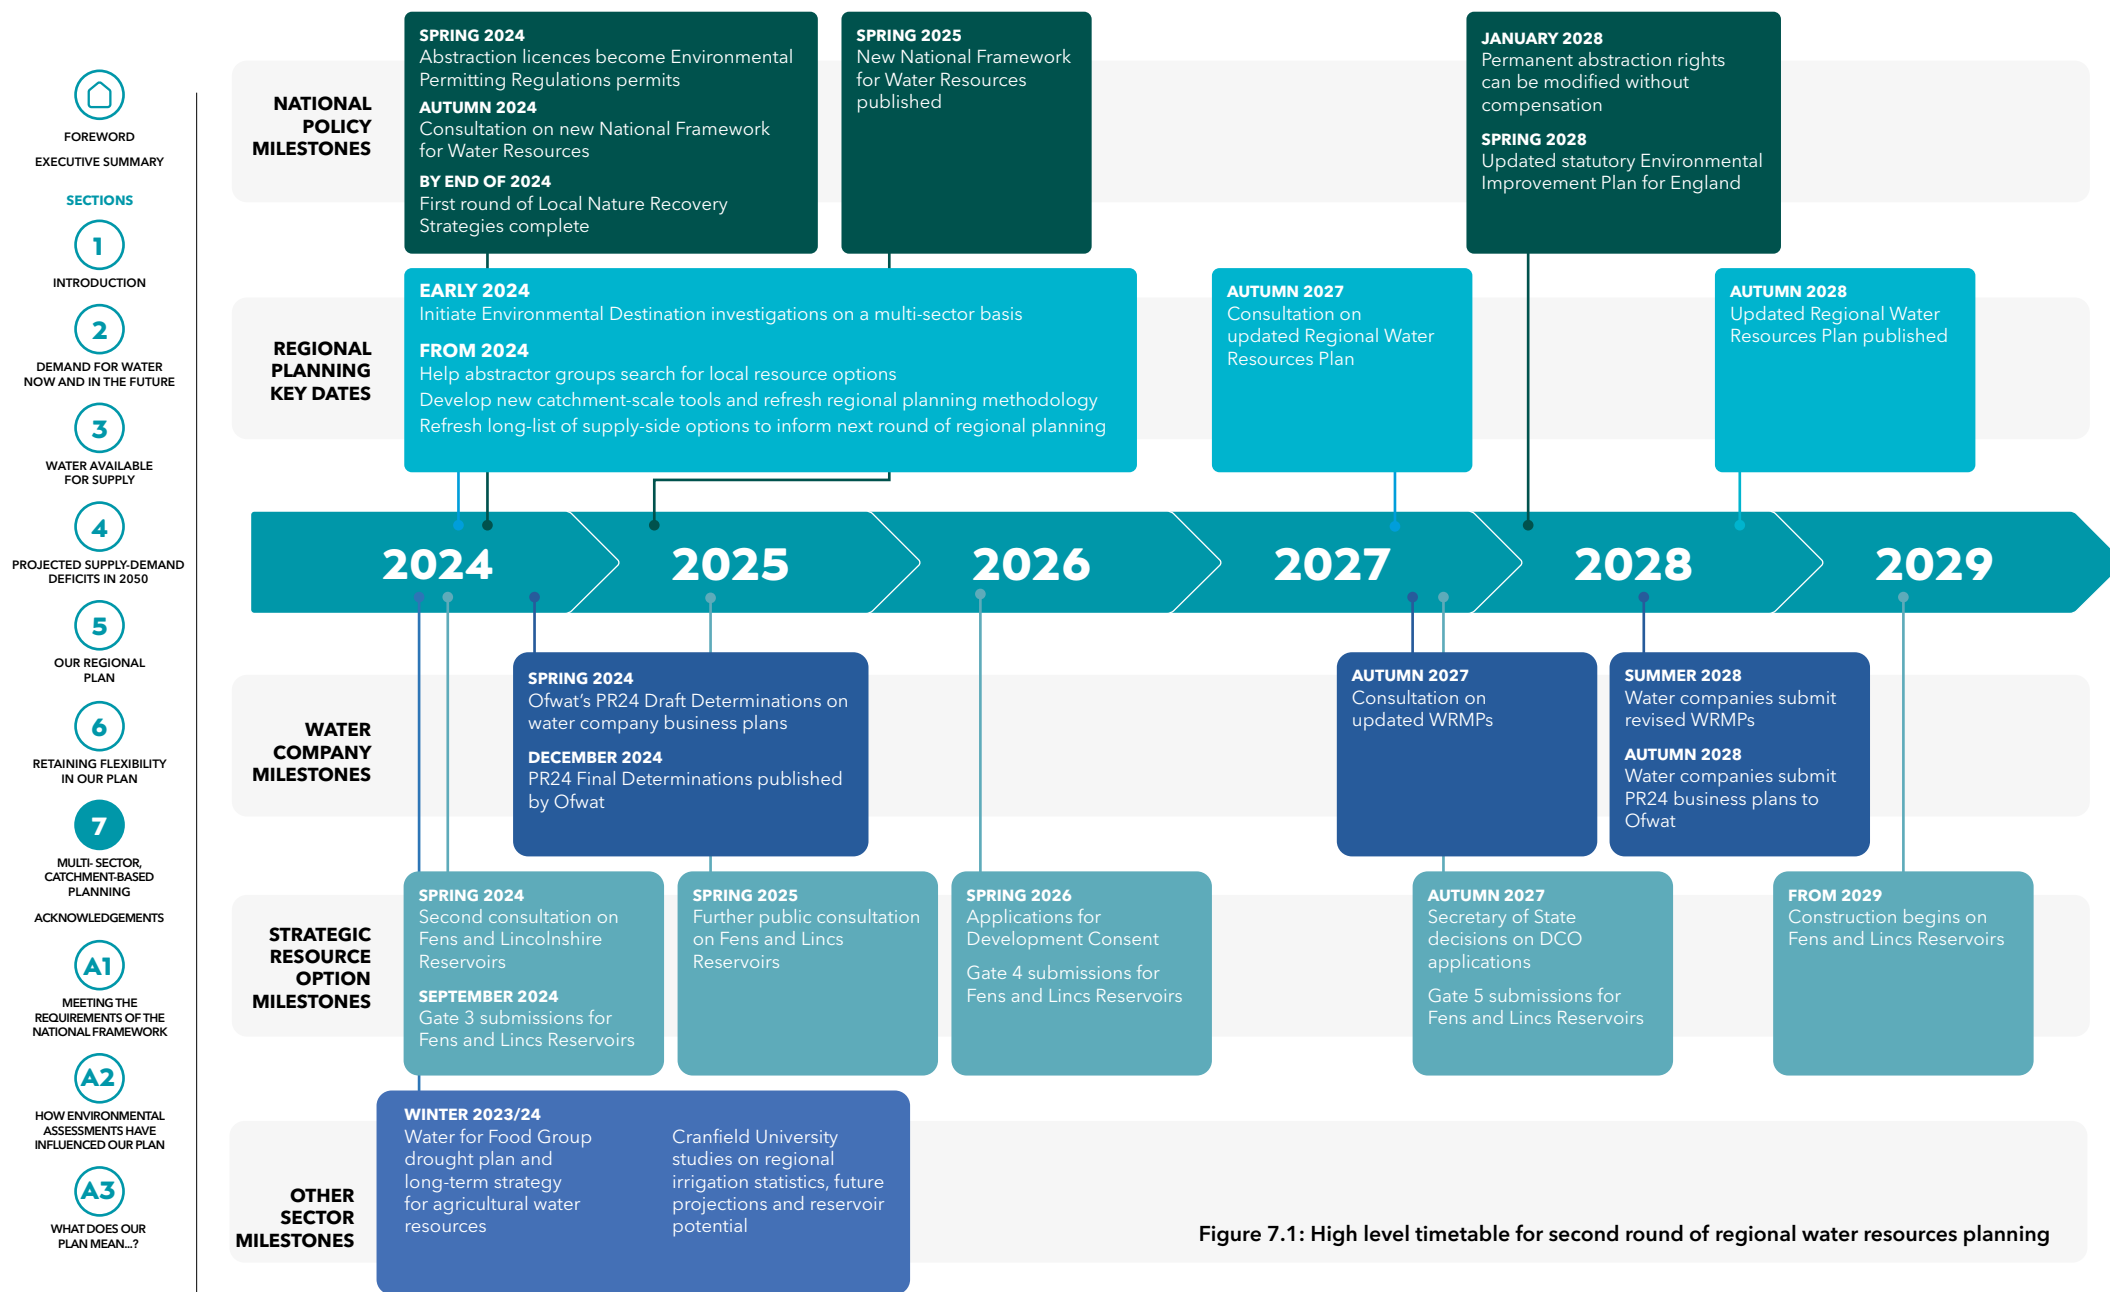 FOREWORD
EXECUTIVE SUMMARY
SECTIONS
1
INTRODUCTION
2
DEMAND FOR WATER
NOW AND IN THE FUTURE
3
WATER AVAILABLE
FOR SUPPLY
4
PROJECTED SUPPLY-DEMAND
DEFICITS IN 2050
5
OUR REGIONAL
PLAN
6
RETAINING FLEXIBILITY
IN OUR PLAN
7
MULTI- SECTOR,
CATCHMENT-BASED
PLANNING
ACKNOWLEDGEMENTS
A1
MEETING THE
REQUIREMENTS OF THE
NATIONAL FRAMEWORK
A2
HOW ENVIRONMENTAL
ASSESSMENTS HAVE
INFLUENCED OUR PLAN
A3
WHAT DOES OUR
PLAN MEAN...?
NATIONAL
POLICY
MILESTONES
SPRING 2024
Abstraction licences become Environmental
Permitting Regulations permits
AUTUMN 2024
Consultation on new National Framework
for Water Resources
BY END OF 2024
First round of Local Nature Recovery
Strategies complete
SPRING 2025
New National Framework
for Water Resources
published
JANUARY 2028
Permanent abstraction rights
can be modified without
compensation
SPRING 2028
Updated statutory Environmental
Improvement Plan for England
REGIONAL
PLANNING
KEY DATES
EARLY 2024
Initiate Environmental Destination investigations on a multi-sector basis
FROM 2024
Help abstractor groups search for local resource options
Develop new catchment-scale tools and refresh regional planning methodology
Refresh long-list of supply-side options to inform next round of regional planning
AUTUMN 2027
Consultation on
updated Regional Water
Resources Plan
AUTUMN 2028
Updated Regional Water
Resources Plan published
2024
2025
2026
2027
2028
2029
WATER
COMPANY
MILESTONES
SPRING 2024
Ofwat's PR24 Draft Determinations on
water company business plans
DECEMBER 2024
PR24 Final Determinations published
by Ofwat
AUTUMN 2027
Consultation on
updated WRMPs
SUMMER 2028
Water companies submit
revised WRMPs
AUTUMN 2028
Water companies submit
PR24 business plans to
Ofwat
STRATEGIC
RESOURCE
OPTION
MILESTONES
SPRING 2024
Second consultation on
Fens and Lincolnshire
Reservoirs
SEPTEMBER 2024
Gate 3 submissions for
Fens and Lincs Reservoirs
SPRING 2025
Further public consultation
on Fens and Lincs
Reservoirs
SPRING 2026
Applications for
Development Consent
Gate 4 submissions for
Fens and Lincs Reservoirs
AUTUMN 2027
Secretary of State
decisions on DCO
applications
Gate 5 submissions for
Fens and Lincs Reservoirs
FROM 2029
Construction begins on
Fens and Lincs Reservoirs
OTHER
SECTOR
MILESTONES
WINTER 2023/24
Water for Food Group
drought plan and
long-term strategy
for agricultural water
resources
Cranfield University
studies on regional
irrigation statistics, future
projections and reservoir
potential
Figure 7.1: High level timetable for second round of regional water resources planning